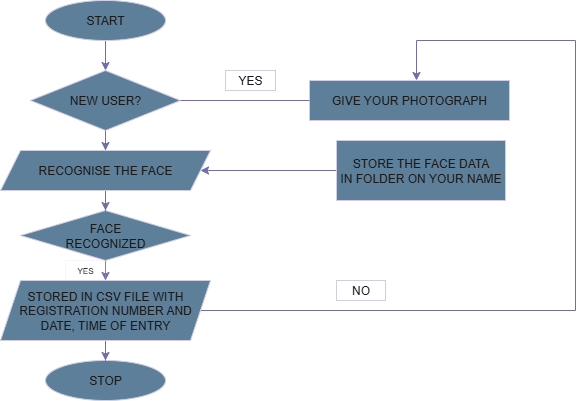 START
YES
NEW USER?
GIVE YOUR PHOTOGRAPH
RECOGNISE THE FACE
STORE THE FACE DATA
IN FOLDER ON YOUR NAME
FACE
RECOGNIZED
YES
STORED IN CSV FILE WITH
REGISTRATION NUMBER AND
DATE, TIME OF ENTRY
NO
STOP